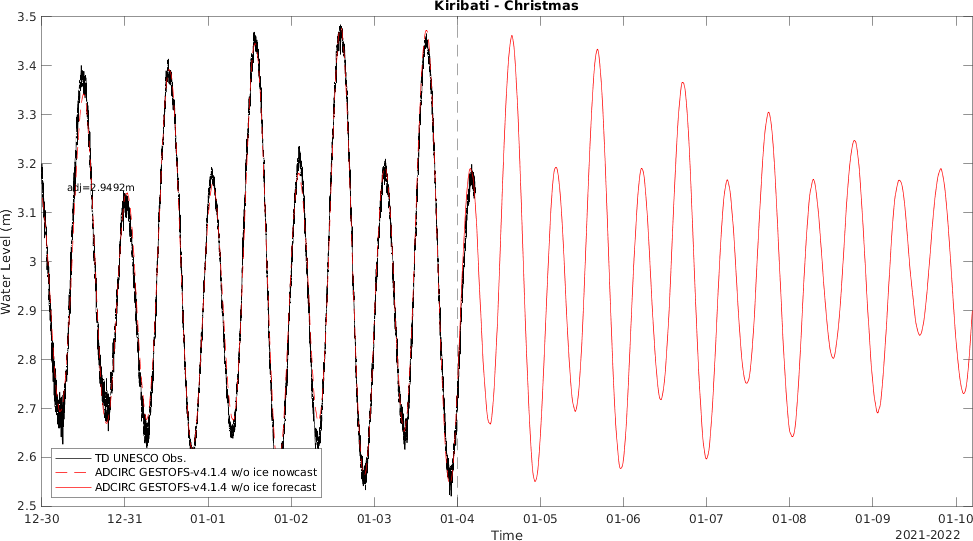 Kiribati - Christmas
3.5
3.4
3.3
3.2
3.1
3
2.9
2.8
2.7
2.6
2.5
Water Level (m)
adj=2.9492m
TD UNESCO Obs.
ADCIRC GESTOFS-v4.1.4 w/o ice nowcast
ADCIRC GESTOFS-v4.1.4 w/o ice forecast
12-30 12-31 01-01 01-02 01-03 01-04 01-05 01-06 01-07 01-08 01-09 01-10
Time
2021-2022